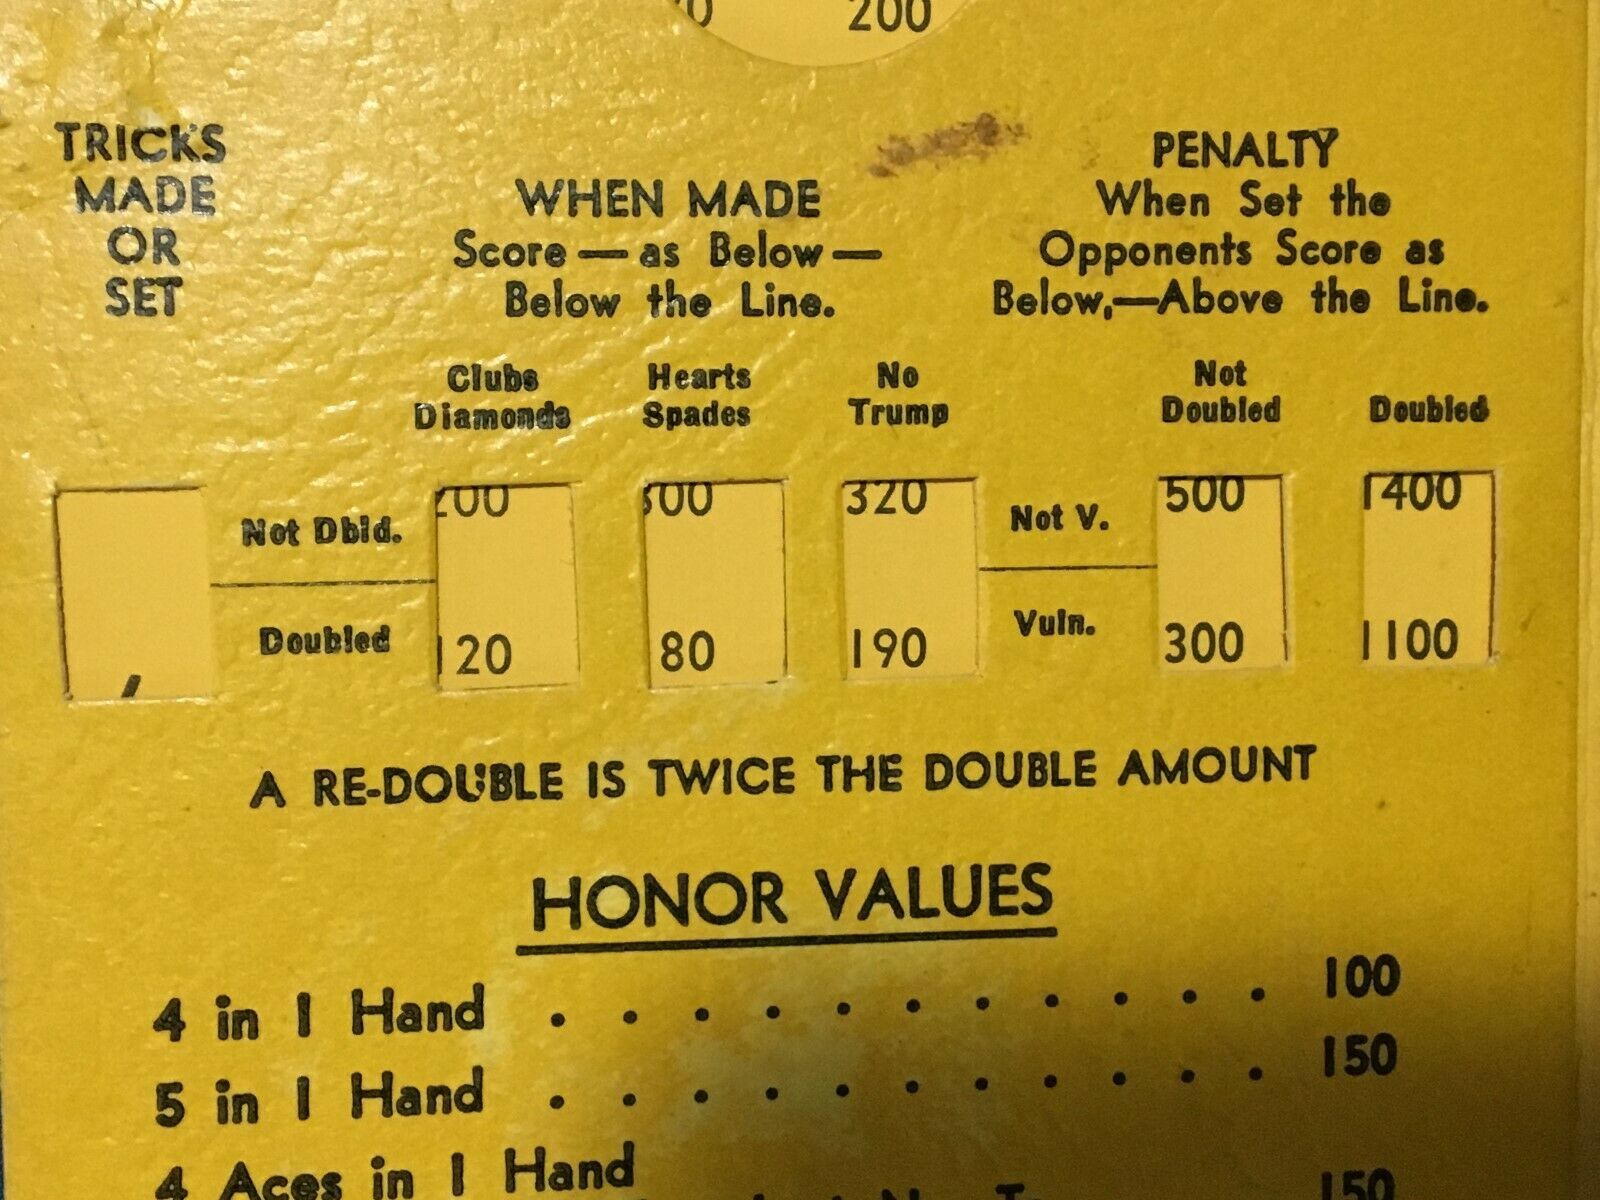 200
TRICKS MADE OR SET
WHEN MADE
Score — as Below —
Below the Line.
PENALTY
When Set the
Opponents Score as
Below,—Above the Line.
Clubs Diamonds
Hearts Spades
No Trump
Not Doubled
Doubled
Not Dbld.
320
Not V.
500
1400
Doubled
120
80
190
Vuln.
300
1100
A RE-DOUBLE IS TWICE THE DOUBLE AMOUNT
HONOR VALUES
4 in 1 Hand . . . . . . . . . . . 100
5 in 1 Hand . . . . . . . . . . . 150
4 Aces in 1 Hand
150